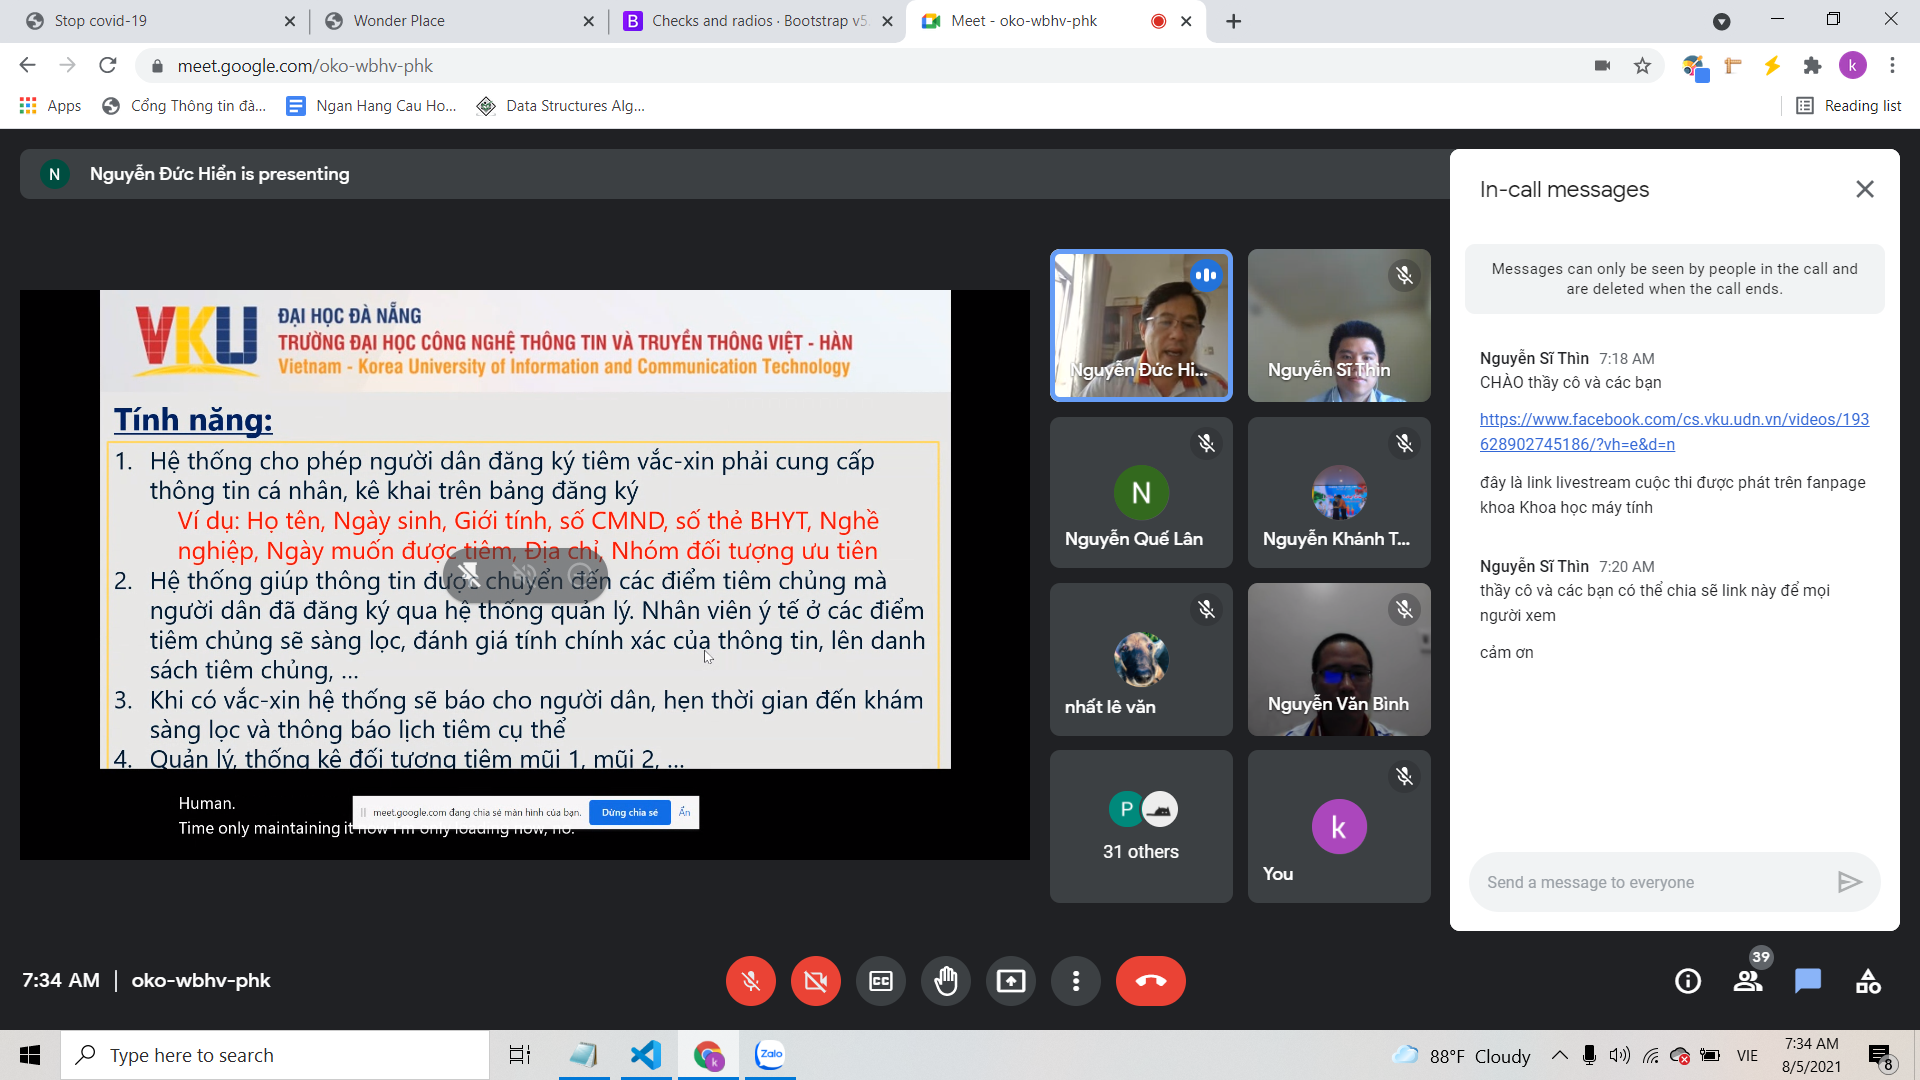 Stop covid-19
Wonder Place
Checks and radios · Bootstrap v5.
Meet - oko-wbhv-phk
meet.google.com/oko-wbhv-phk
k
Apps
Cổng Thông tin đà...
Ngan Hang Cau Ho...
Data Structures Alg...
Reading list
N
Nguyễn Đức Hiển is presenting
VKU
ĐẠI HỌC ĐÀ NẴNG
TRƯỜNG ĐẠI HỌC CÔNG NGHỆ THÔNG TIN VÀ TRUYỀN THÔNG VIỆT - HÀN
Vietnam - Korea University of Information and Communication Technology
Tính năng:
1. Hệ thống cho phép người dân đăng ký tiêm vắc-xin phải cung cấp
thông tin cá nhân, kê khai trên bảng đăng ký
Ví dụ: Họ tên, Ngày sinh, Giới tính, số CMND, số thẻ BHYT, Nghề
nghiệp, Ngày muốn được tiêm, Địa chỉ, Nhóm đối tượng ưu tiên
2. Hệ thống giúp thông tin được chuyển đến các điểm tiêm chủng mà
người dân đã đăng ký qua hệ thống quản lý. Nhân viên ý tế ở các điểm
tiêm chủng sẽ sàng lọc, đánh giá tính chính xác của thông tin, lên danh
sách tiêm chủng, ...
3. Khi có vắc-xin hệ thống sẽ báo cho người dân, hẹn thời gian đến khám
sàng lọc và thông báo lịch tiêm cụ thể
4. Quản lý, thống kê đối tượng tiêm mũi 1, mũi 2, ...
Human.
Time only maintaining it now I'm only loading now, no.
meet.google.com đang chia sẻ màn hình của bạn.
Dừng chia sẻ
Ẩn
Nguyễn Đức Hi...
Nguyễn Sĩ Thìn
N
Nguyễn Quế Lân
Nguyễn Khánh T...
nhất lê văn
Nguyễn Văn Bình
P
31 others
k
You
In-call messages
Messages can only be seen by people in the call and
are deleted when the call ends.
Nguyễn Sĩ Thìn 7:18 AM
CHÀO thầy cô và các bạn
https://www.facebook.com/cs.vku.udn.vn/videos/193
628902745186/?vh=e&d=n
đây là link livestream cuộc thi được phát trên fanpage
khoa Khoa học máy tính
Nguyễn Sĩ Thìn 7:20 AM
thầy cô và các bạn có thể chia sẽ link này để mọi
người xem
cảm ơn
Send a message to everyone
7:34 AM | oko-wbhv-phk
39
Type here to search
Zalo
88°F Cloudy
VIE
7:34 AM
8/5/2021
8